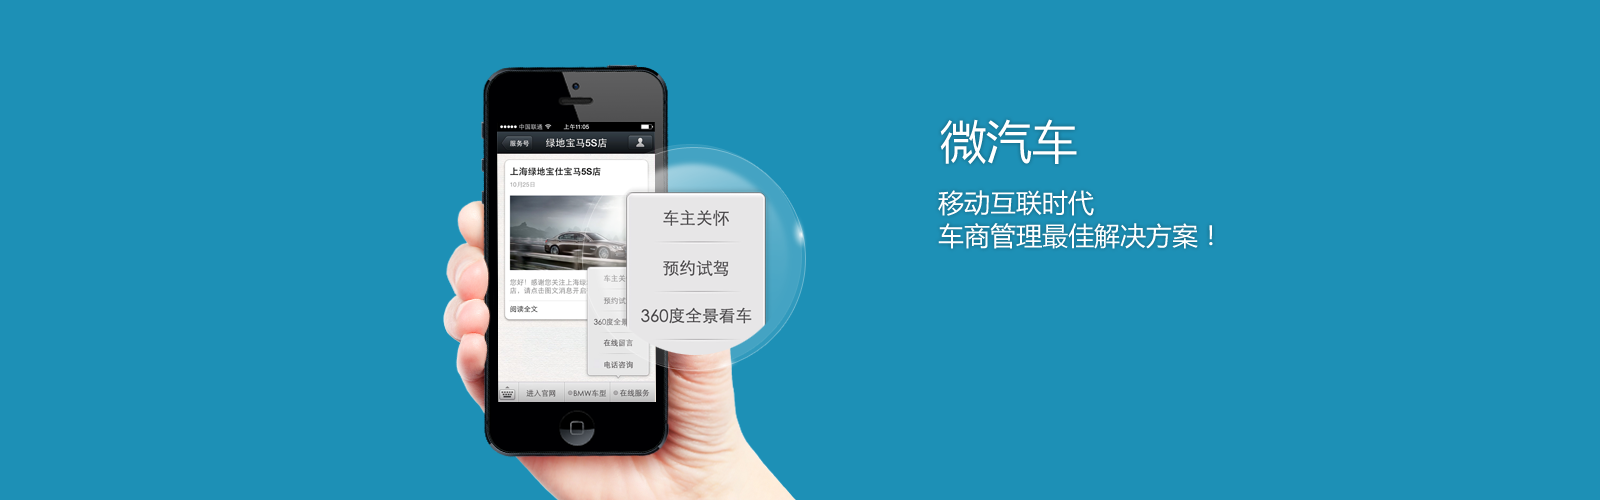 中国联通
上午11:05
服务号
绿地宝马5S店
上海绿地宝仕宝马5S店
10月25日
您好！感谢您关注上海绿
店，请点击图文消息开启
阅读全文
车主关
预约试
360度全景
在线留言
电话咨询
进入官网
BMW车型
在线服务
车主关怀
预约试驾
360度全景看车
微汽车
移动互联时代
车商管理最佳解决方案！